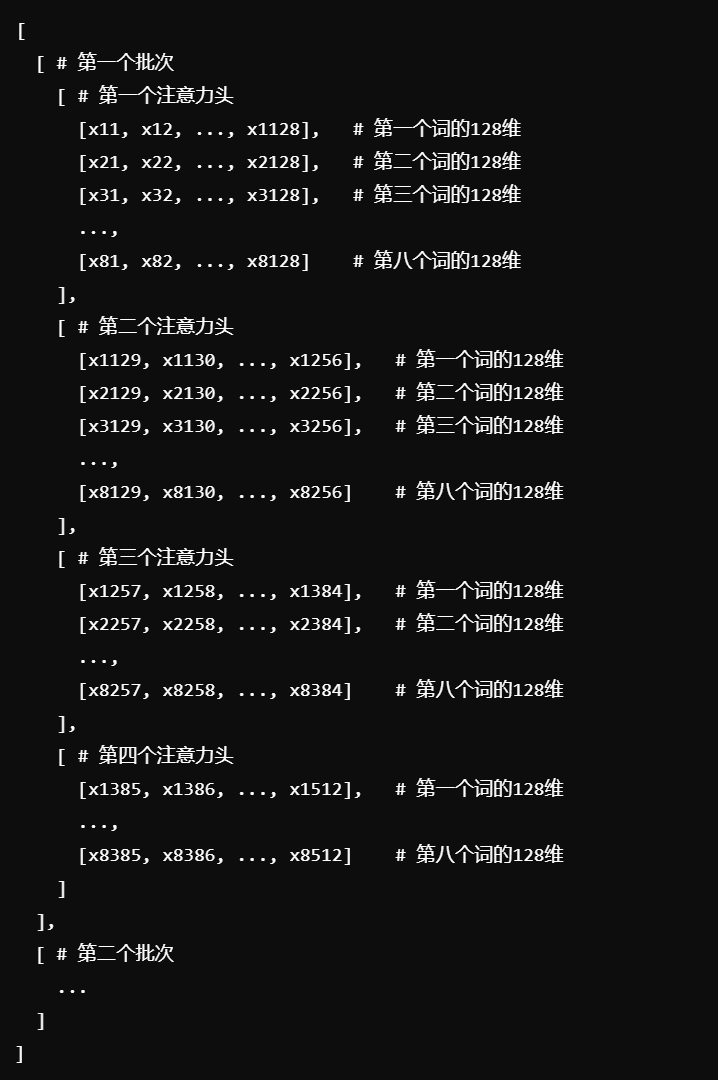 [
  [ # 第一个批次
    [ # 第一个注意力头
      [x11, x12, ..., x1128],   # 第一个词的128维
      [x21, x22, ..., x2128],   # 第二个词的128维
      [x31, x32, ..., x3128],   # 第三个词的128维
      ...,
      [x81, x82, ..., x8128]    # 第八个词的128维
    ],
    [ # 第二个注意力头
      [x1129, x1130, ..., x1256],   # 第一个词的128维
      [x2129, x2130, ..., x2256],   # 第二个词的128维
      [x3129, x3130, ..., x3256],   # 第三个词的128维
      ...,
      [x8129, x8130, ..., x8256]    # 第八个词的128维
    ],
    [ # 第三个注意力头
      [x1257, x1258, ..., x1384],   # 第一个词的128维
      [x2257, x2258, ..., x2384],   # 第二个词的128维
      ...,
      [x8257, x8258, ..., x8384]    # 第八个词的128维
    ],
    [ # 第四个注意力头
      [x1385, x1386, ..., x1512],   # 第一个词的128维
      ...,
      [x8385, x8386, ..., x8512]    # 第八个词的128维
    ]
  ],
  [ # 第二个批次
    ...
  ]
]